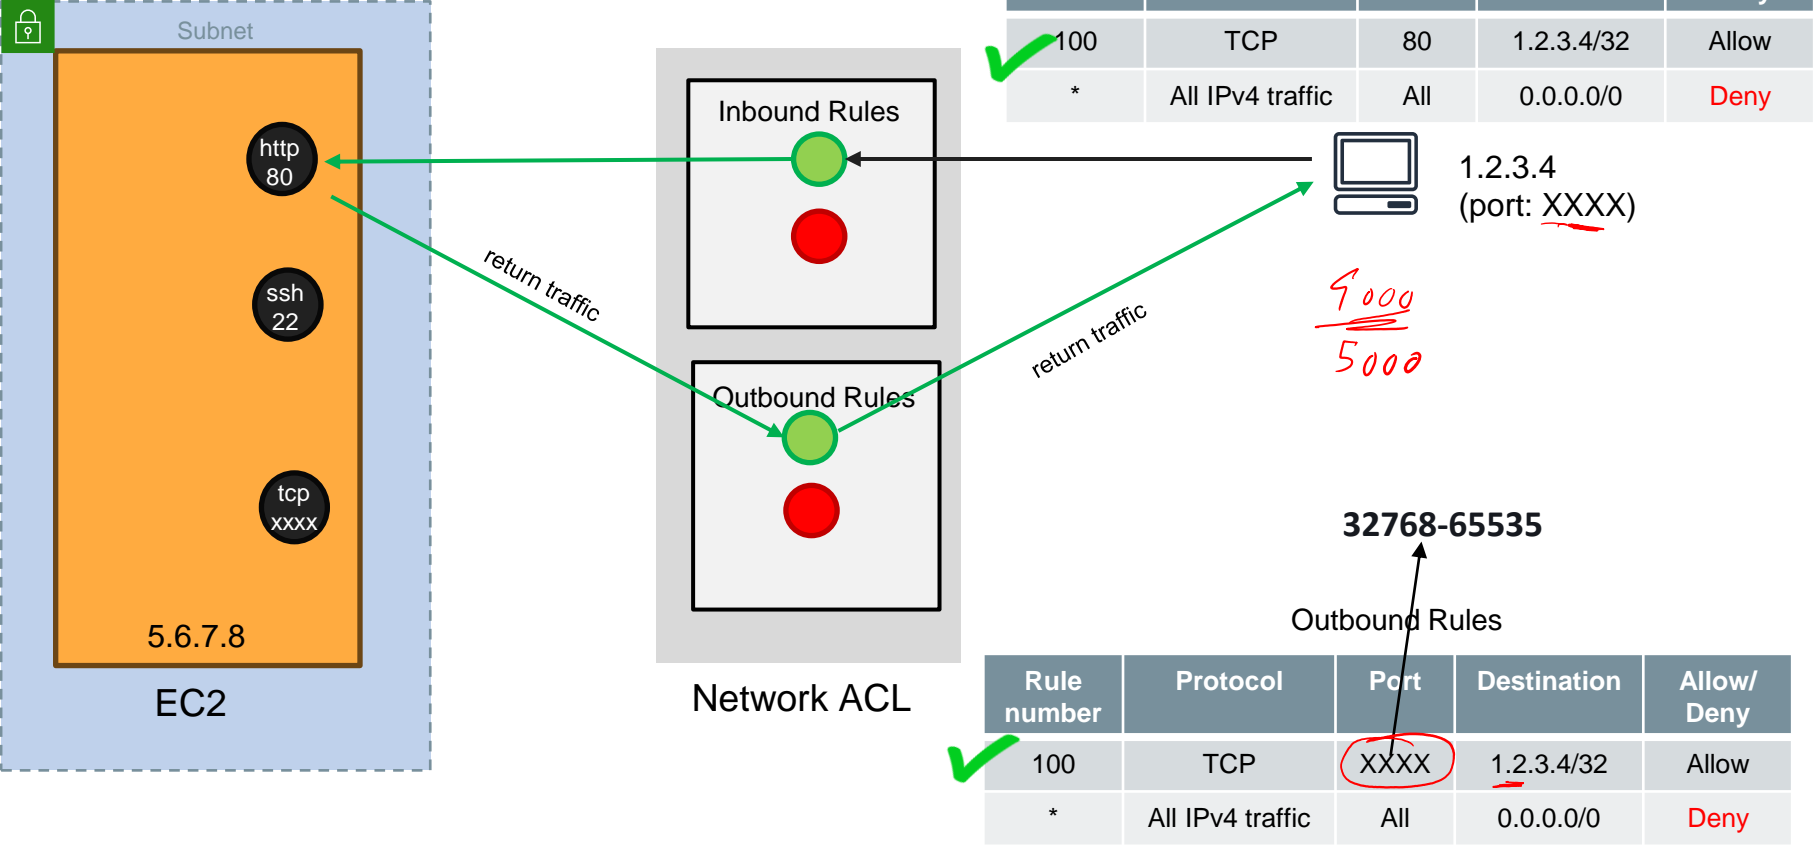 Subnet
100 TCP 80 1.2.3.4/32 Allow
* All IPv4 traffic All 0.0.0.0/0 Deny
Inbound Rules
http
80
1.2.3.4
(port: XXXX)
ssh
22
return traffic
return traffic
9000
5000
Outbound Rules
tcp
xxxx
32768-65535
5.6.7.8
EC2
Network ACL
Outbound Rules
Rule number Protocol Port Destination Allow/ Deny
100 TCP XXXX 1.2.3.4/32 Allow
* All IPv4 traffic All 0.0.0.0/0 Deny